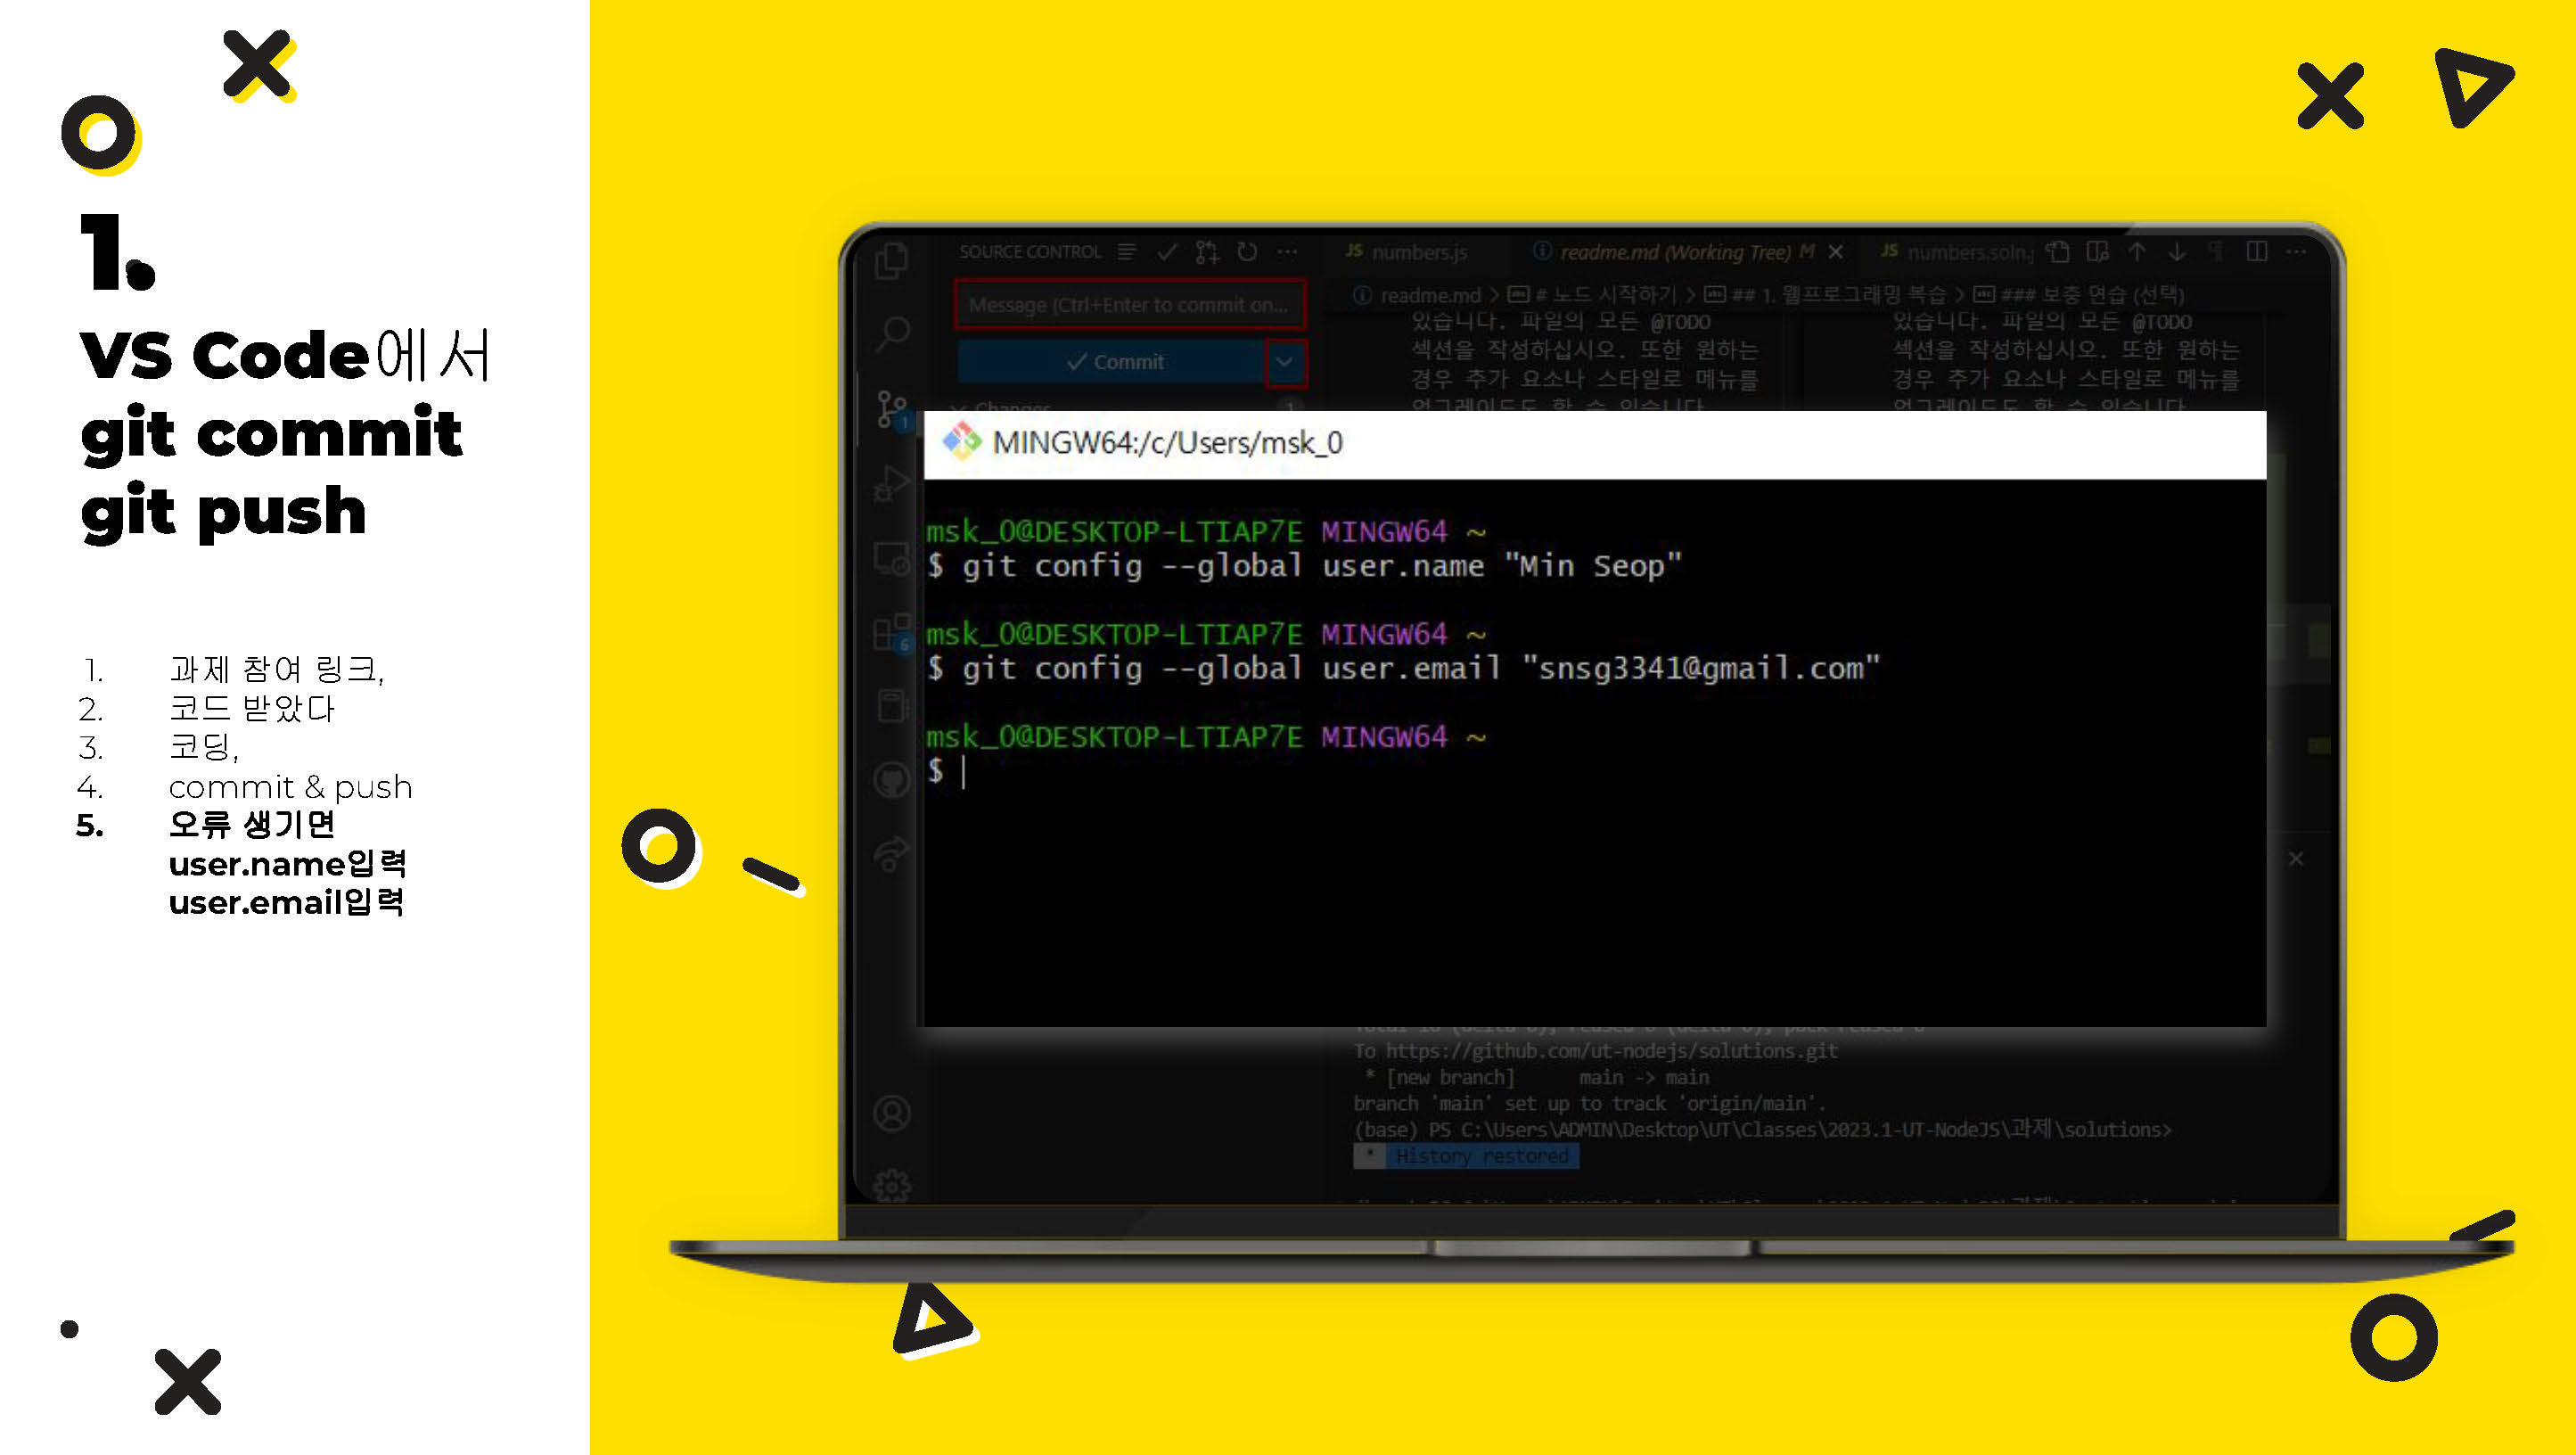 1.
VS Code에서
git commit
git push
1. 과제 참여 링크,
2. 코드 받았다
3. 코딩,
4. commit & push
5. 오류 생기면
user.name입력
user.email입력
SOURCE CONTROL
JS numbers.js
readme.md (Working Tree) M
JS numbers.soln.j
Message (Ctrl+Enter to commit on...
readme.md > # 노드 시작하기 > ## 1. 웹프로그래밍 복습 > ### 보충 연습 (선택)
Commit
있습니다. 파일의 모든 @TODO
섹션을 작성하십시오. 또한 원하는
경우 추가 요소나 스타일로 메뉴를
업그레이드도 할 수 있습니다
있습니다. 파일의 모든 @TODO
섹션을 작성하십시오. 또한 원하는
경우 추가 요소나 스타일로 메뉴를
업그레이드도 할 수 있습니다
Changes 1
1
6
MINGW64:/c/Users/msk_0
msk_0@DESKTOP-LTIAP7E MINGW64 ~
$ git config --global user.name "Min Seop"
msk_0@DESKTOP-LTIAP7E MINGW64 ~
$ git config --global user.email "snsg3341@gmail.com"
msk_0@DESKTOP-LTIAP7E MINGW64 ~
$
To https://github.com/ut-nodejs/solutions.git
* [new branch] main -> main
branch 'main' set up to track 'origin/main'.
(base) PS C:\Users\ADMIN\Desktop\UT\Classes\2023.1-UT-NodeJS\과제\solutions>
* History restored